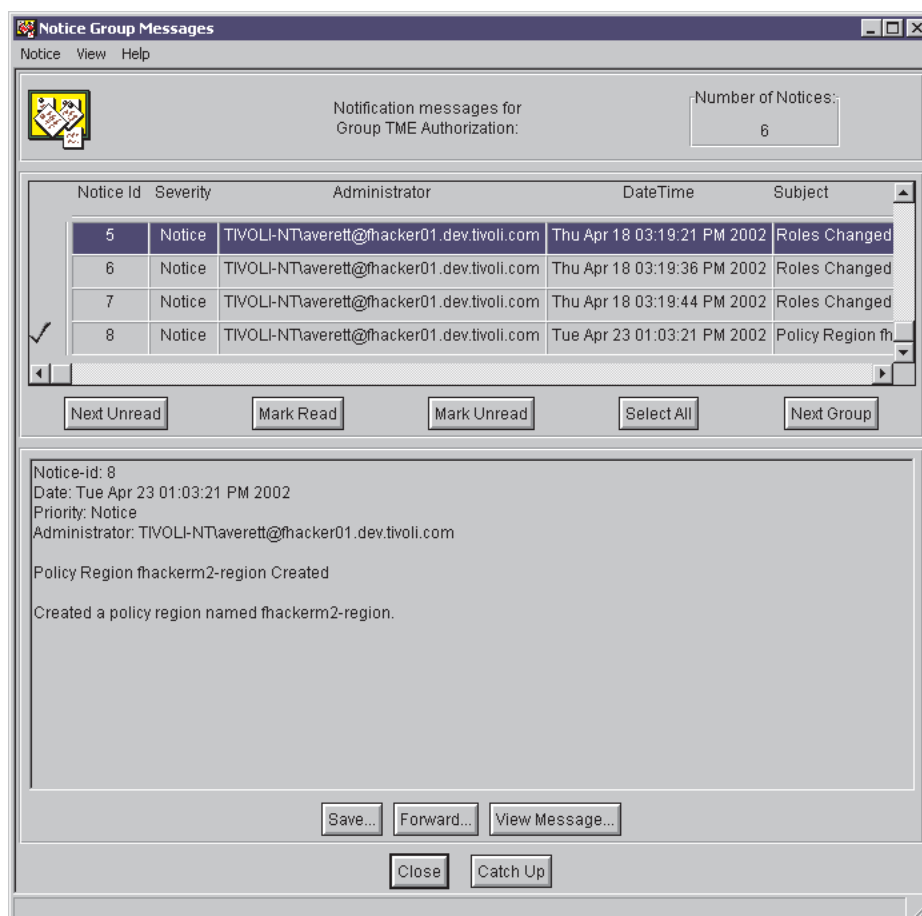 Notice Group Messages
Notice View Help
Notification messages for
Group TME Authorization:
Number of Notices:
6
Notice Id Severity Administrator DateTime Subject
5 Notice TIVOLI-NT\averett@fhacker01.dev.tivoli.com Thu Apr 18 03:19:21 PM 2002 Roles Changed
6 Notice TIVOLI-NT\averett@fhacker01.dev.tivoli.com Thu Apr 18 03:19:36 PM 2002 Roles Changed
7 Notice TIVOLI-NT\averett@fhacker01.dev.tivoli.com Thu Apr 18 03:19:44 PM 2002 Roles Changed
8 Notice TIVOLI-NT\averett@fhacker01.dev.tivoli.com Tue Apr 23 01:03:21 PM 2002 Policy Region fh
Next Unread Mark Read Mark Unread Select All Next Group
Notice-id: 8
Date: Tue Apr 23 01:03:21 PM 2002
Priority: Notice
Administrator: TIVOLI-NT\averett@fhacker01.dev.tivoli.com
Policy Region fhackerm2-region Created
Created a policy region named fhackerm2-region.
Save... Forward... View Message...
Close Catch Up